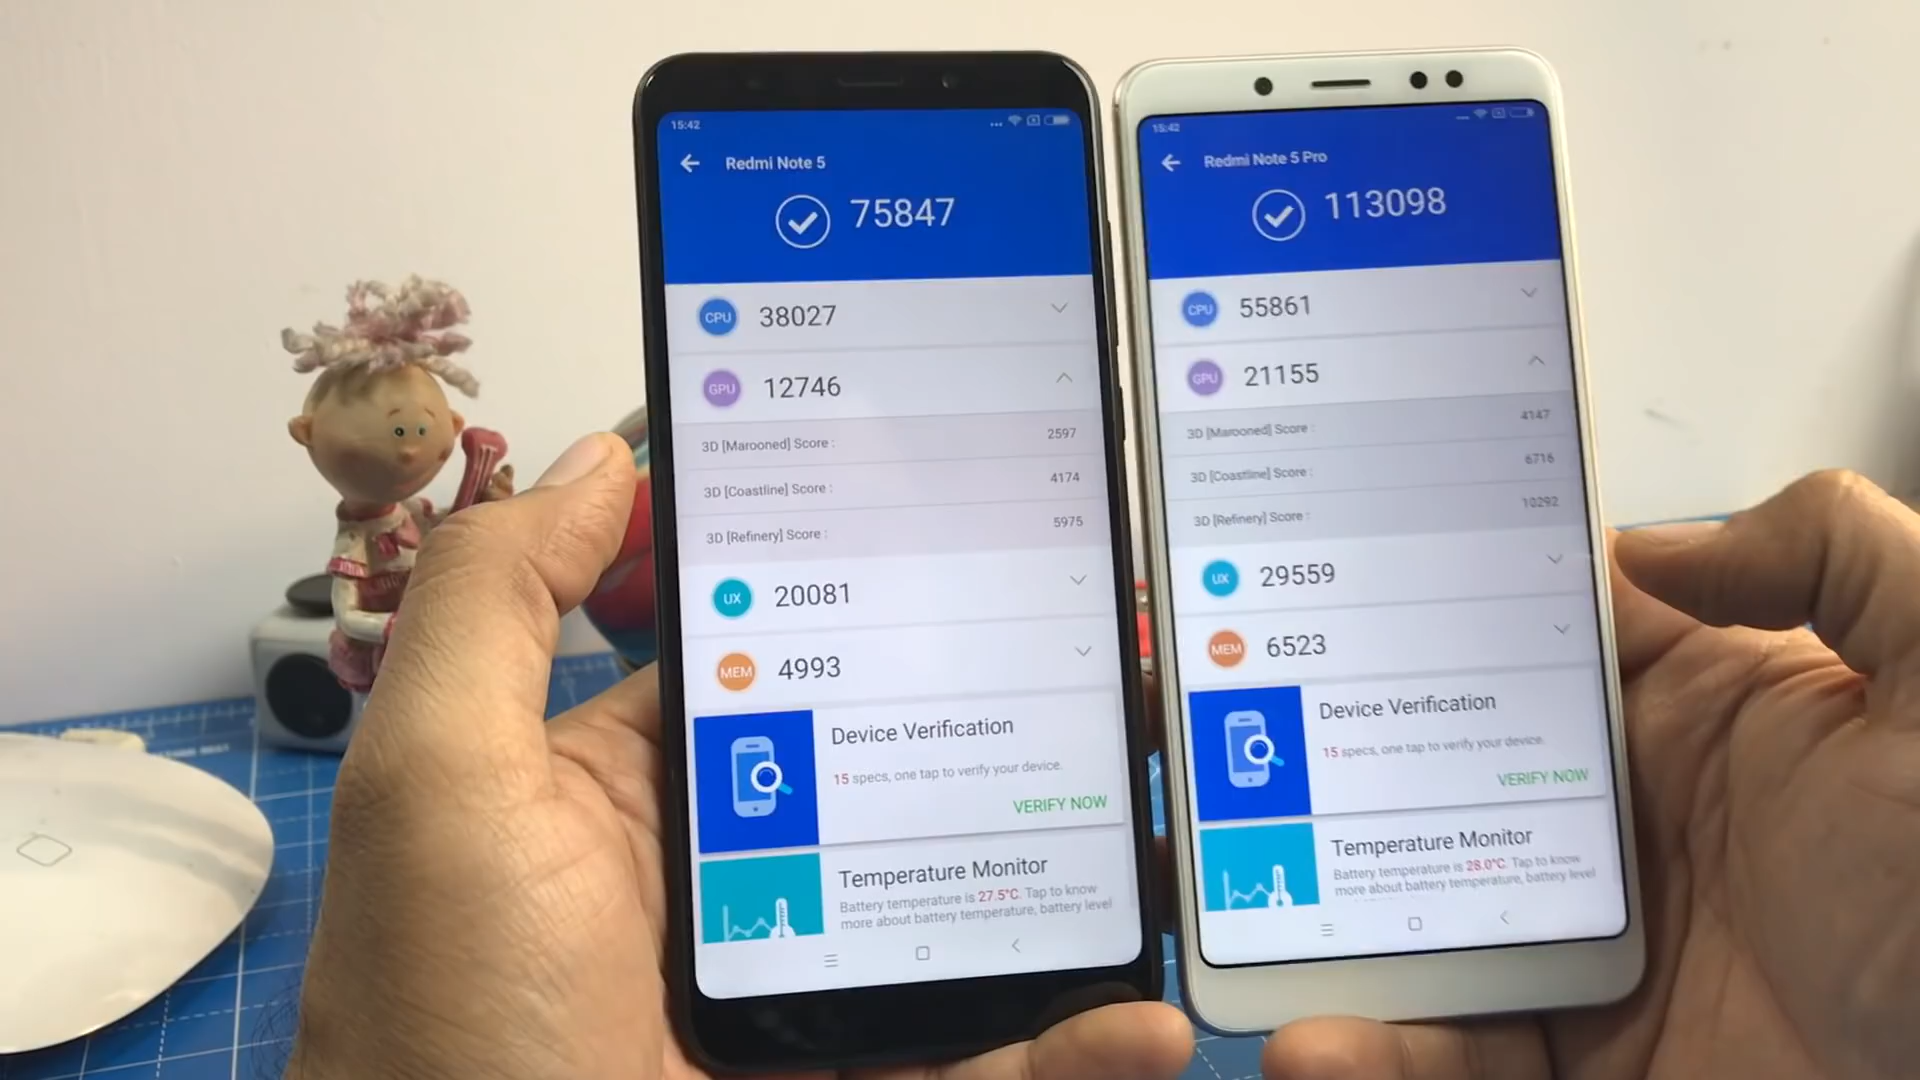 15:42
Redmi Note 5
75847
CPU 38027
GPU 12746
3D [Marooned] Score : 2597
3D [Coastline] Score : 4174
3D [Refinery] Score : 5975
UX 20081
MEM 4993
Device Verification
15 specs, one tap to verify your device.
VERIFY NOW
Temperature Monitor
Battery temperature is 27.5°C. Tap to know
more about battery temperature, battery level
15:42
Redmi Note 5 Pro
113098
CPU 55861
GPU 21155
3D [Marooned] Score : 4147
3D [Coastline] Score : 6716
3D [Refinery] Score : 10292
UX 29559
MEM 6523
Device Verification
15 specs, one tap to verify your device.
VERIFY NOW
Temperature Monitor
Battery temperature is 28.0°C. Tap to know
more about battery temperature, battery level